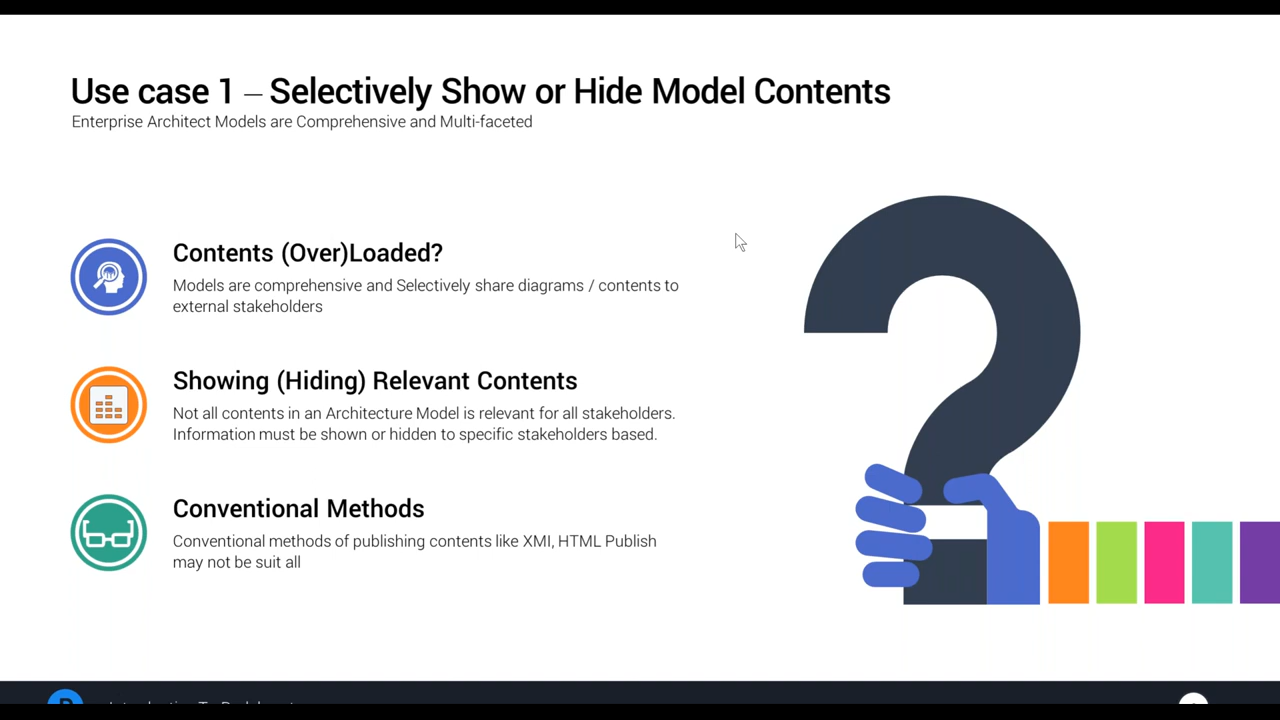 Use case 1 – Selectively Show or Hide Model Contents
Enterprise Architect Models are Comprehensive and Multi-faceted
Contents (Over)Loaded?
Models are comprehensive and Selectively share diagrams / contents to
external stakeholders
Showing (Hiding) Relevant Contents
Not all contents in an Architecture Model is relevant for all stakeholders.
Information must be shown or hidden to specific stakeholders based.
Conventional Methods
Conventional methods of publishing contents like XMI, HTML Publish
may not be suit all